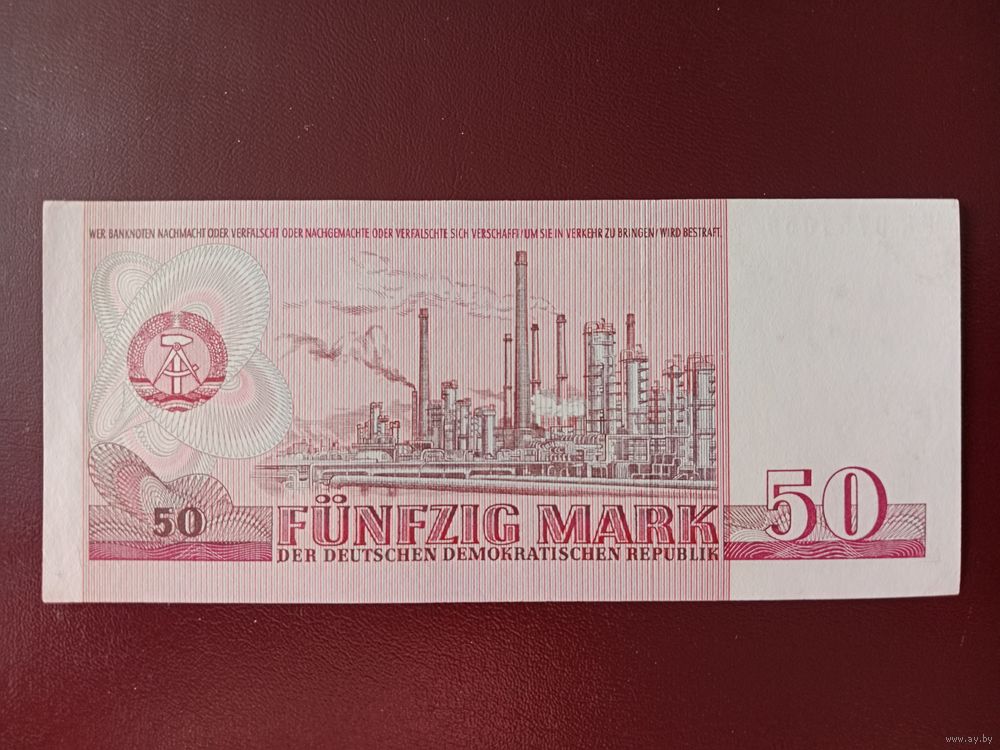 WER BANKNOTEN NACHMACHT ODER VERFÄLSCHT ODER NACHGEMACHTE ODER VERFÄLSCHTE SICH VERSCHAFFT/UM SIE IN VERKEHR ZU BRINGEN/WIRD BESTRAFT.
50
50
FÜNFZIG MARK
DER DEUTSCHEN DEMOKRATISCHEN REPUBLIK
www.ay.by